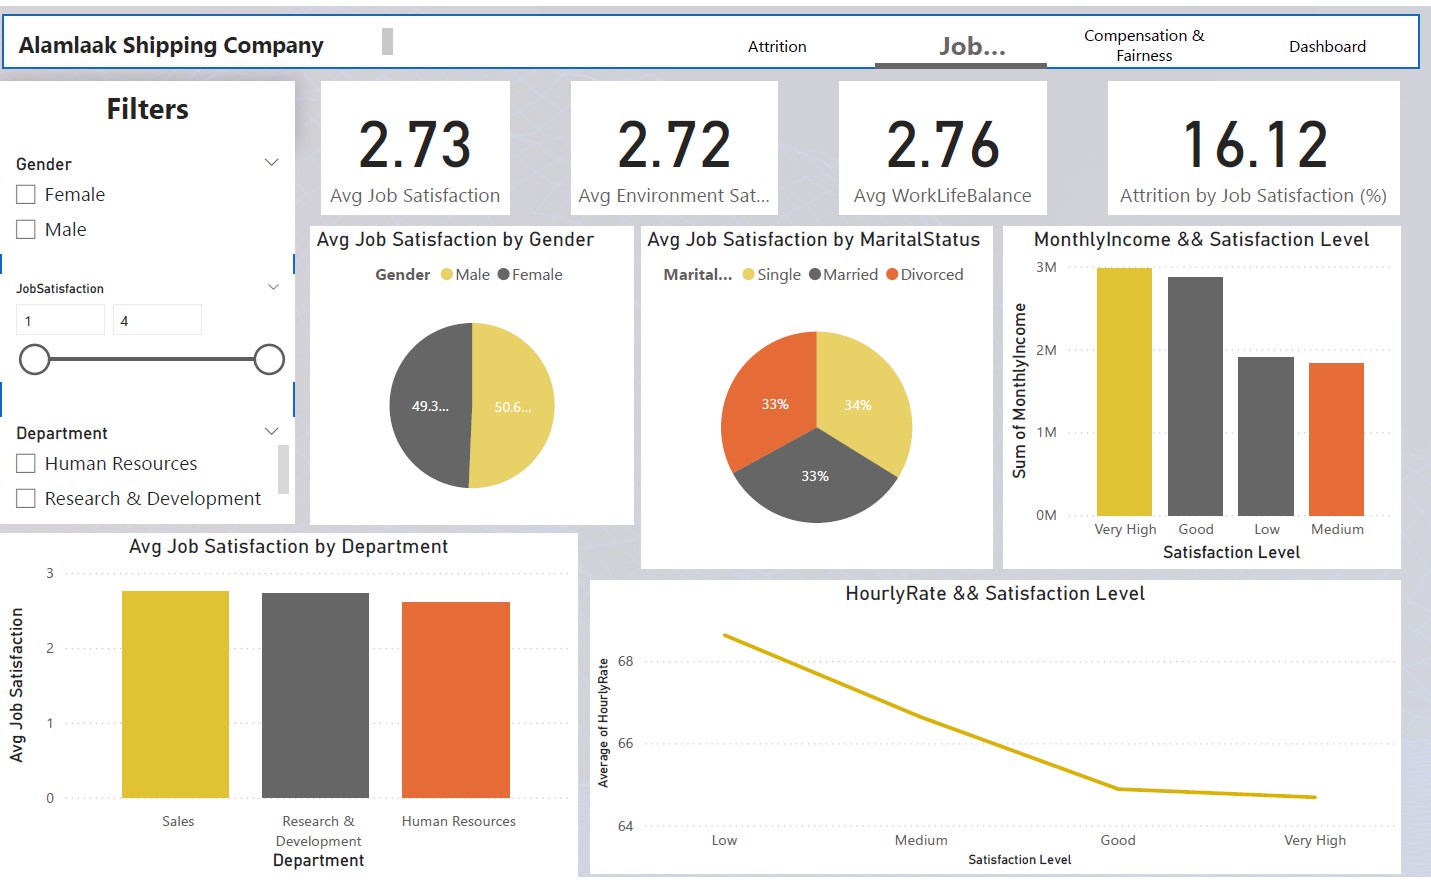 Alamlaak Shipping Company
Attrition
Job...
Compensation &
Fairness
Dashboard
Filters
Gender
Female
Male
JobSatisfaction
1
4
Department
Human Resources
Research & Development
2.73
Avg Job Satisfaction
2.72
Avg Environment Sat...
2.76
Avg WorkLifeBalance
16.12
Attrition by Job Satisfaction (%)
Avg Job Satisfaction by Gender
Gender Male Female
49.3...
50.6...
Avg Job Satisfaction by MaritalStatus
Marital... Single Married Divorced
33%
34%
33%
MonthlyIncome && Satisfaction Level
Sum of MonthlyIncome
3M
2M
1M
0M
Very High
Good
Low
Medium
Satisfaction Level
Avg Job Satisfaction by Department
Avg Job Satisfaction
3
2
1
0
Sales
Research &
Development
Human Resources
Department
HourlyRate && Satisfaction Level
Average of HourlyRate
68
66
64
Low
Medium
Good
Very High
Satisfaction Level